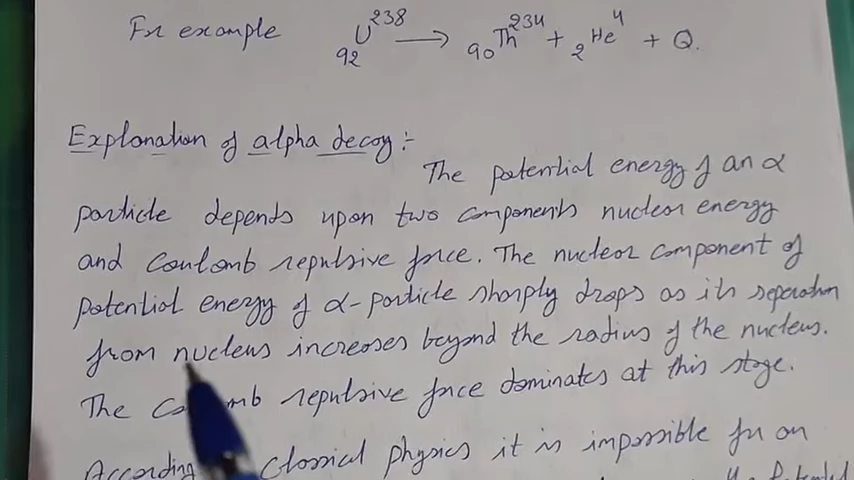 For example ₉₂U²³⁸ → ₉₀Th²³⁴ + ₂He⁴ + Q.
Explanation of alpha decay :-
The potential energy of an α
particle depends upon two components nuclear energy
and Coulomb repulsive force. The nuclear component of
potential energy of α-particle sharply drops as its seperation
from nucleus increases beyond the radius of the nucleus.
The repulsive force dominates at this stage.
According classical physics it is impossible for an